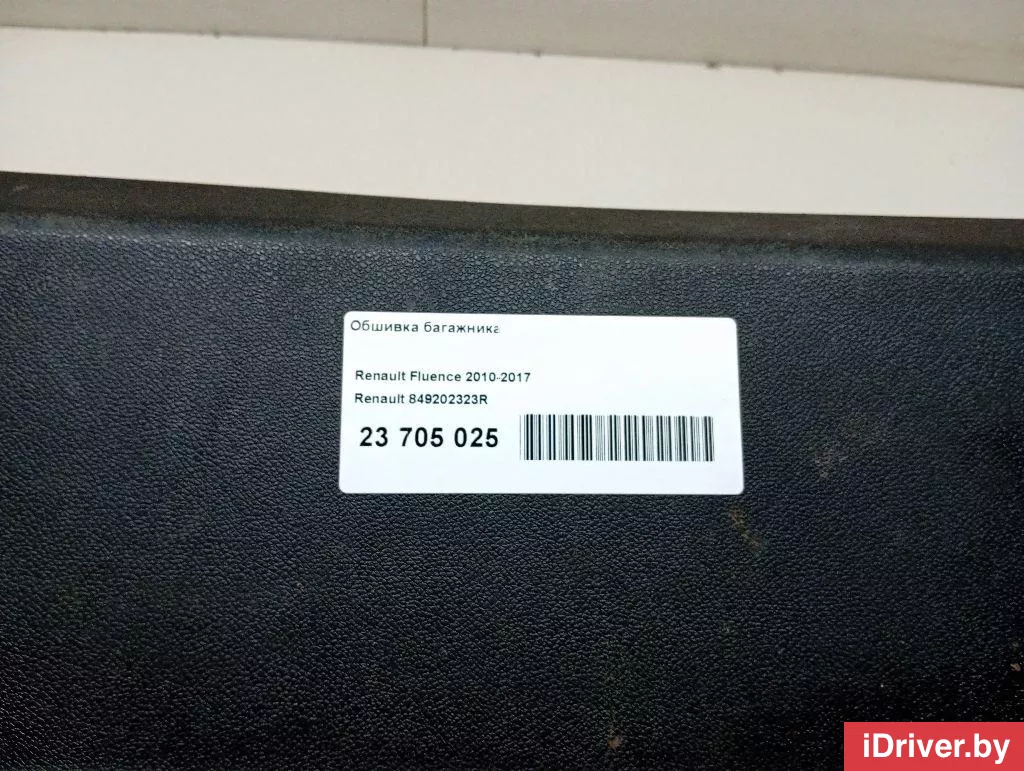 Обшивка багажника
Renault Fluence 2010-2017
Renault 849202323R
23 705 025
iDriver.by